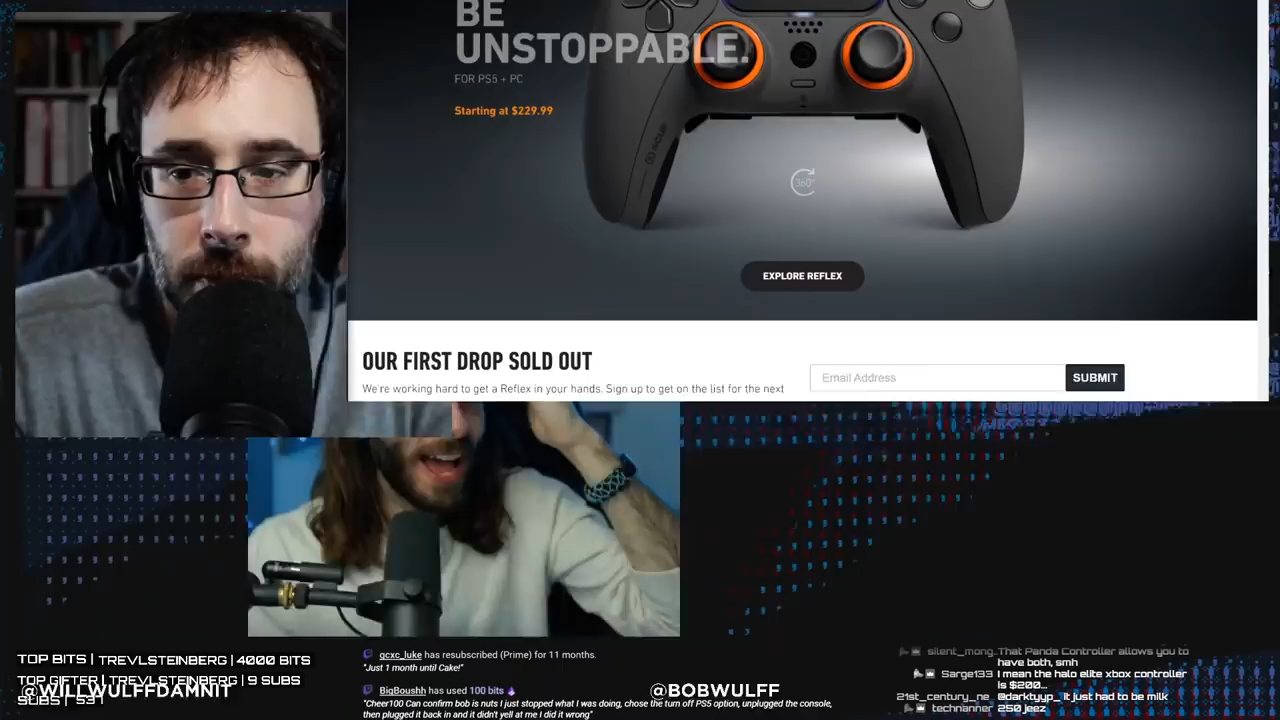 BE
UNSTOPPABLE.
FOR PS5 + PC
Starting at $229.99
SCUF
360°
EXPLORE REFLEX
OUR FIRST DROP SOLD OUT
We're working hard to get a Reflex in your hands. Sign up to get on the list for the next
Email Address
SUBMIT
gcxc_luke has resubscribed (Prime) for 11 months.
"Just 1 month until Cake!"
BigBoushh has used 100 bits
"Cheer100 Can confirm bob is nuts I just stopped what I was doing, chose the turn off PS5 option, unplugged the console,
then plugged it back in and it didn't yell at me I did it wrong"
TOP BITS | TREVLSTEINBERG | 4000 BITS
TOP GIFTER | TREVLSTEINBERG | 9 SUBS
@WILLWULFFDAMNIT
SUBS | 531
@BOBWULFF
silent_mong_ That Panda Controller allows you to
have both, smh
Sarge133 I mean the halo elite xbox controller
is $200...
21st_century_ne @darktyyp_ it just had to be milk
technanner 250 jeez